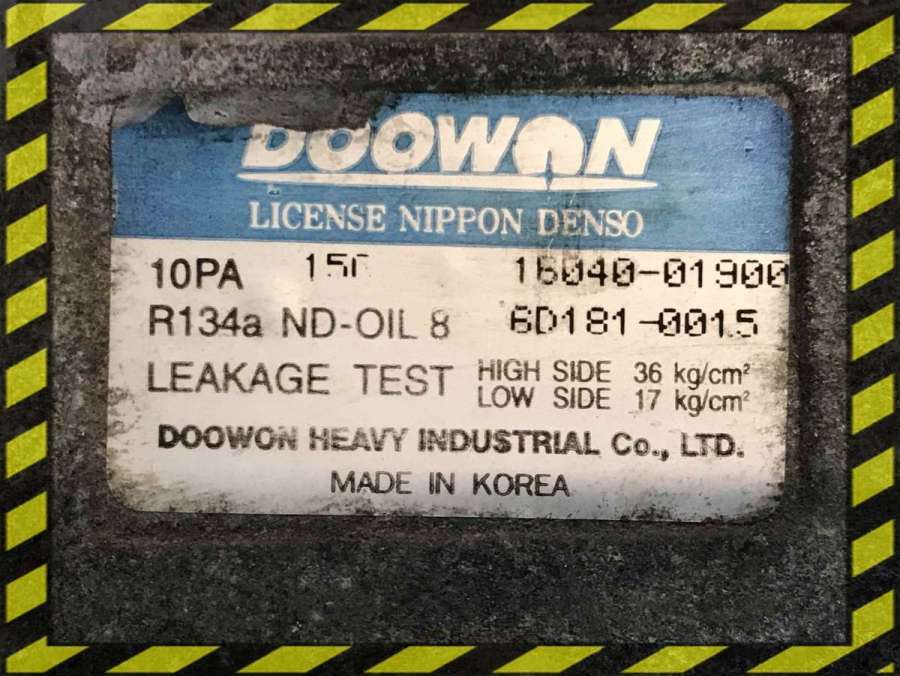 DOOWON
LICENSE NIPPON DENSO
10PA 15C 16040-01900
R134a ND-OIL 8 6D181-0015
LEAKAGE TEST HIGH SIDE 36 kg/cm²
LOW SIDE 17 kg/cm²
DOOWON HEAVY INDUSTRIAL Co., LTD.
MADE IN KOREA